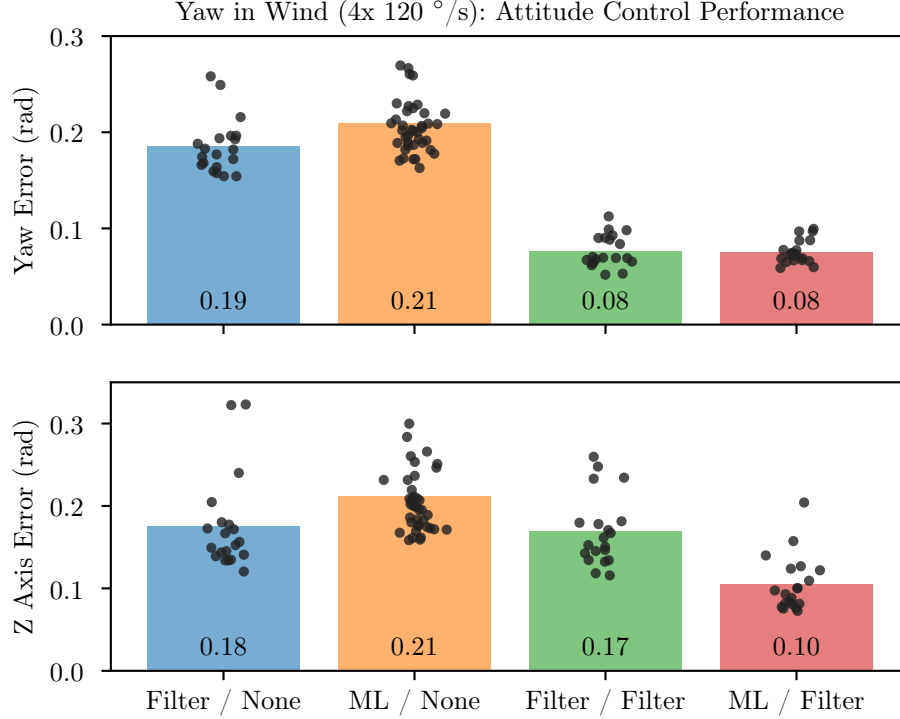 Yaw in Wind (4x 120 °/s): Attitude Control Performance
Yaw Error (rad)
0.3
0.2
0.1
0.0
0.19
0.21
0.08
0.08
Z Axis Error (rad)
0.3
0.2
0.1
0.0
0.18
0.21
0.17
0.10
Filter / None
ML / None
Filter / Filter
ML / Filter